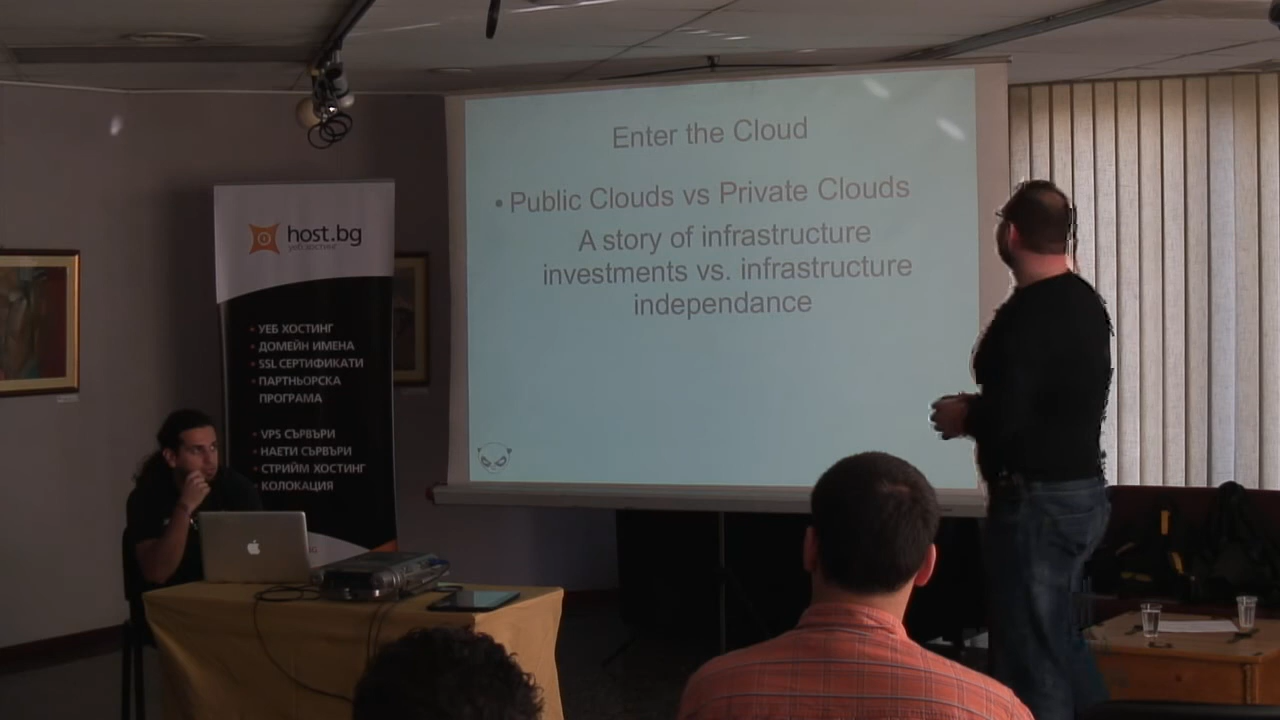 Enter the Cloud
• Public Clouds vs Private Clouds
A story of infrastructure
investments vs. infrastructure
independance
host.bg
уеб хостинг
• УЕБ ХОСТИНГ
• ДОМЕЙН ИМЕНА
• SSL СЕРТИФИКАТИ
• ПАРТНЬОРСКА
ПРОГРАМА
• VPS СЪРВЪРИ
• НАЕТИ СЪРВЪРИ
• СТРИЙМ ХОСТИНГ
• КОЛОКАЦИЯ